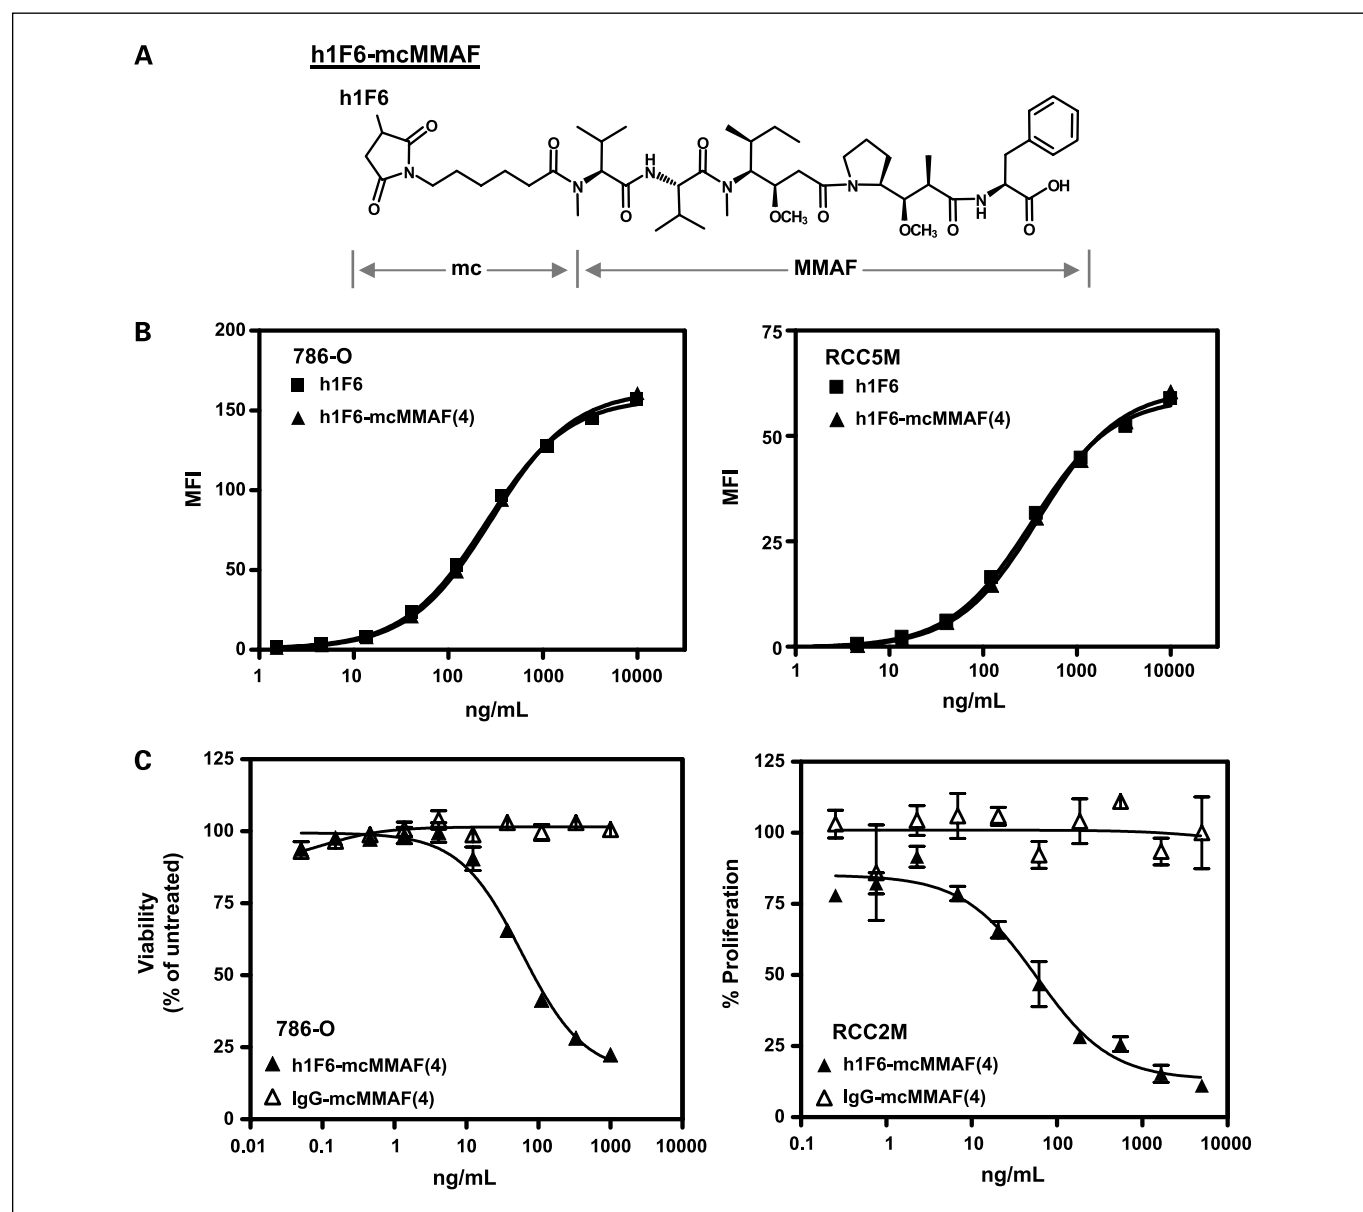 A
h1F6-mcMMAF
h1F6
O
O
N
O
N
O
H
N
O
N
OCH3
O
N
OCH3
O
N
H
O
OH
mc
MMAF
B
200
150
100
50
0
MFI
786-O
h1F6
h1F6-mcMMAF(4)
1
10
100
1000
10000
ng/mL
75
50
25
0
MFI
RCC5M
h1F6
h1F6-mcMMAF(4)
1
10
100
1000
10000
ng/mL
C
125
100
75
50
25
0
Viability
(% of untreated)
786-O
h1F6-mcMMAF(4)
IgG-mcMMAF(4)
0.01
0.1
1
10
100
1000
10000
ng/mL
125
100
75
50
25
0
% Proliferation
RCC2M
h1F6-mcMMAF(4)
IgG-mcMMAF(4)
0.1
1
10
100
1000
10000
ng/mL